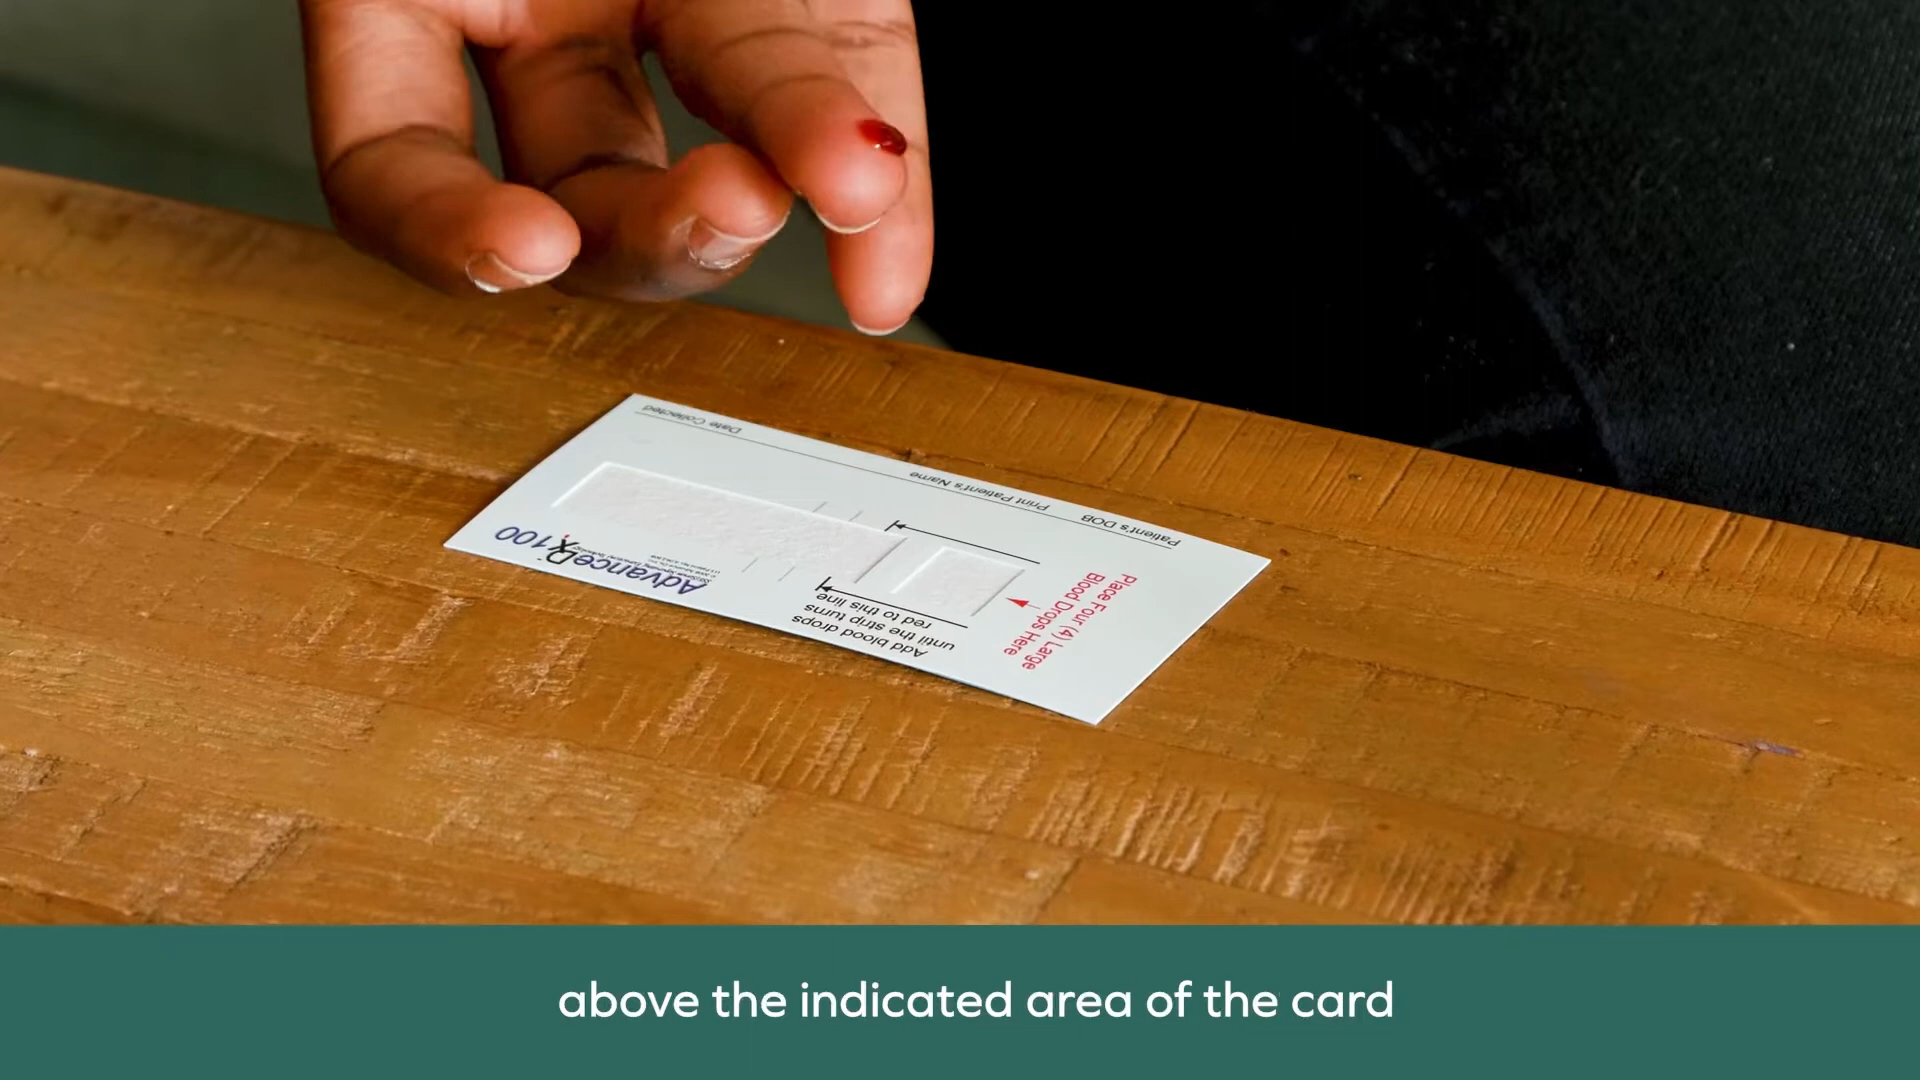 Patient's DOB
Print Patient's Name
Date Collected
Place Four (4) Large
Blood Drops Here
Add blood drops
until the strip turns
red to this line
AdvanceDx100
above the indicated area of the card